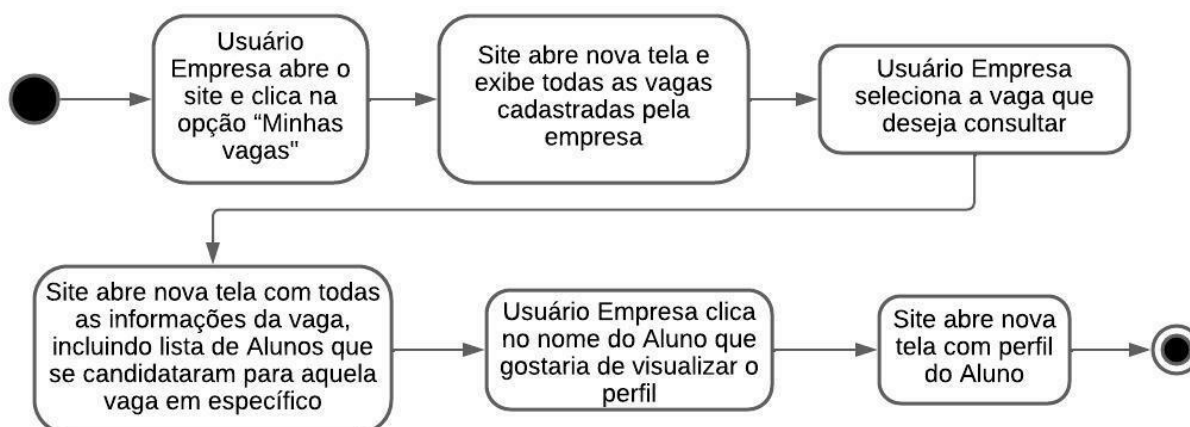 Usuário
Empresa abre o
site e clica na
opção “Minhas
vagas"
Site abre nova tela e
exibe todas as vagas
cadastradas pela
empresa
Usuário Empresa
seleciona a vaga que
deseja consultar
Site abre nova tela com todas
as informações da vaga,
incluindo lista de Alunos que
se candidataram para aquela
vaga em específico
Usuário Empresa clica
no nome do Aluno que
gostaria de visualizar o
perfil
Site abre nova
tela com perfil
do Aluno